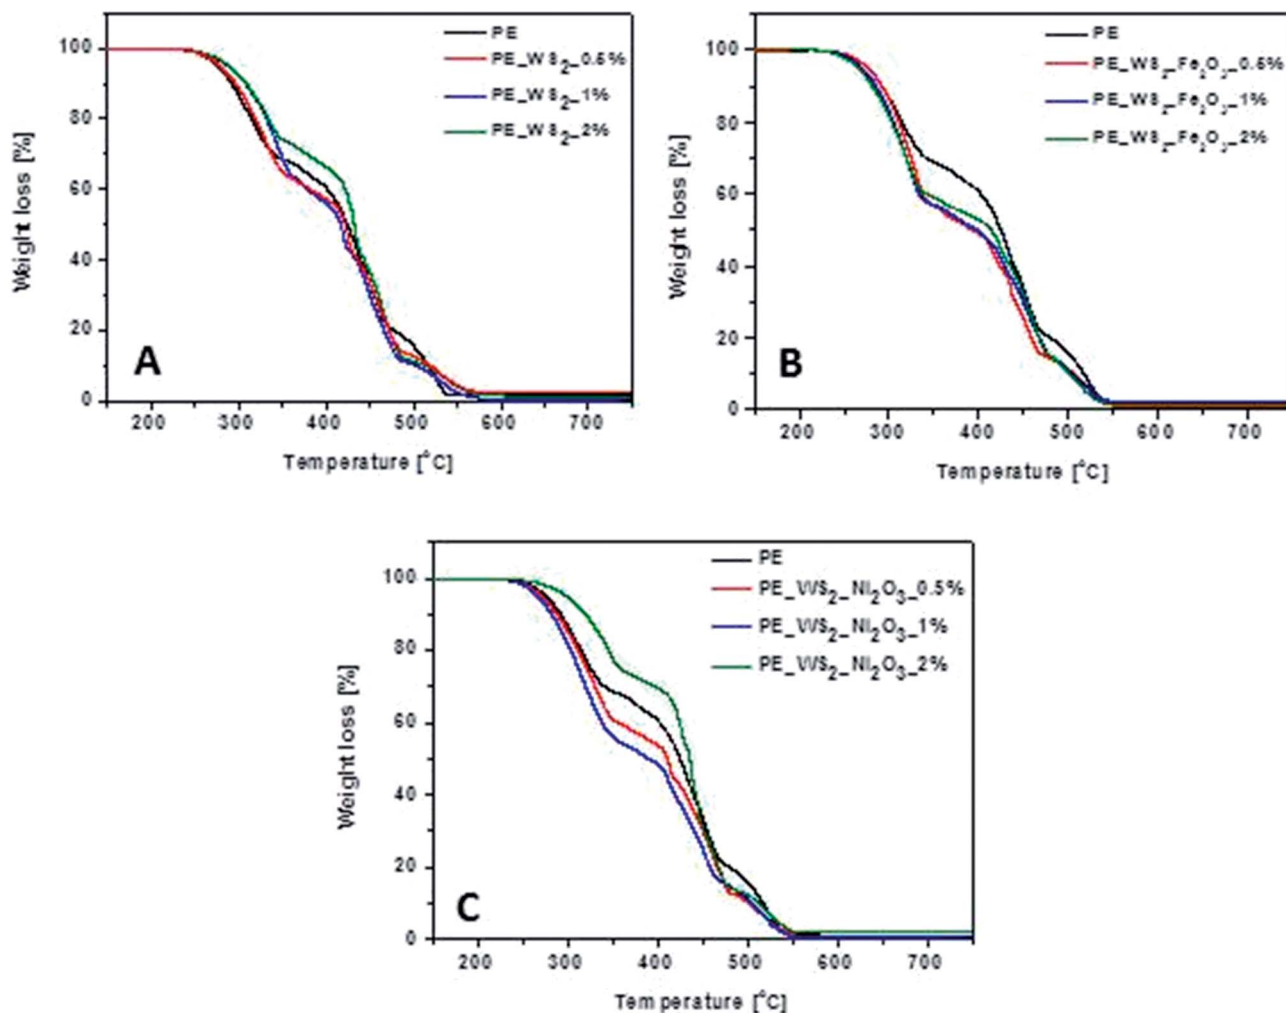 100
80
60
40
20
0
Weight loss [%]
PE
PE_WS2_0.5%
PE_WS2_1%
PE_WS2_2%
A
200 300 400 500 600 700
Temperature [°C]
100
80
60
40
20
0
Weight loss [%]
PE
PE_WS2_Fe2O3_0.5%
PE_WS2_Fe2O3_1%
PE_WS2_Fe2O3_2%
B
200 300 400 500 600 700
Temperature [°C]
100
80
60
40
20
0
Weight loss [%]
PE
PE_WS2_Ni2O3_0.5%
PE_WS2_Ni2O3_1%
PE_WS2_Ni2O3_2%
C
200 300 400 500 600 700
Temperature [°C]